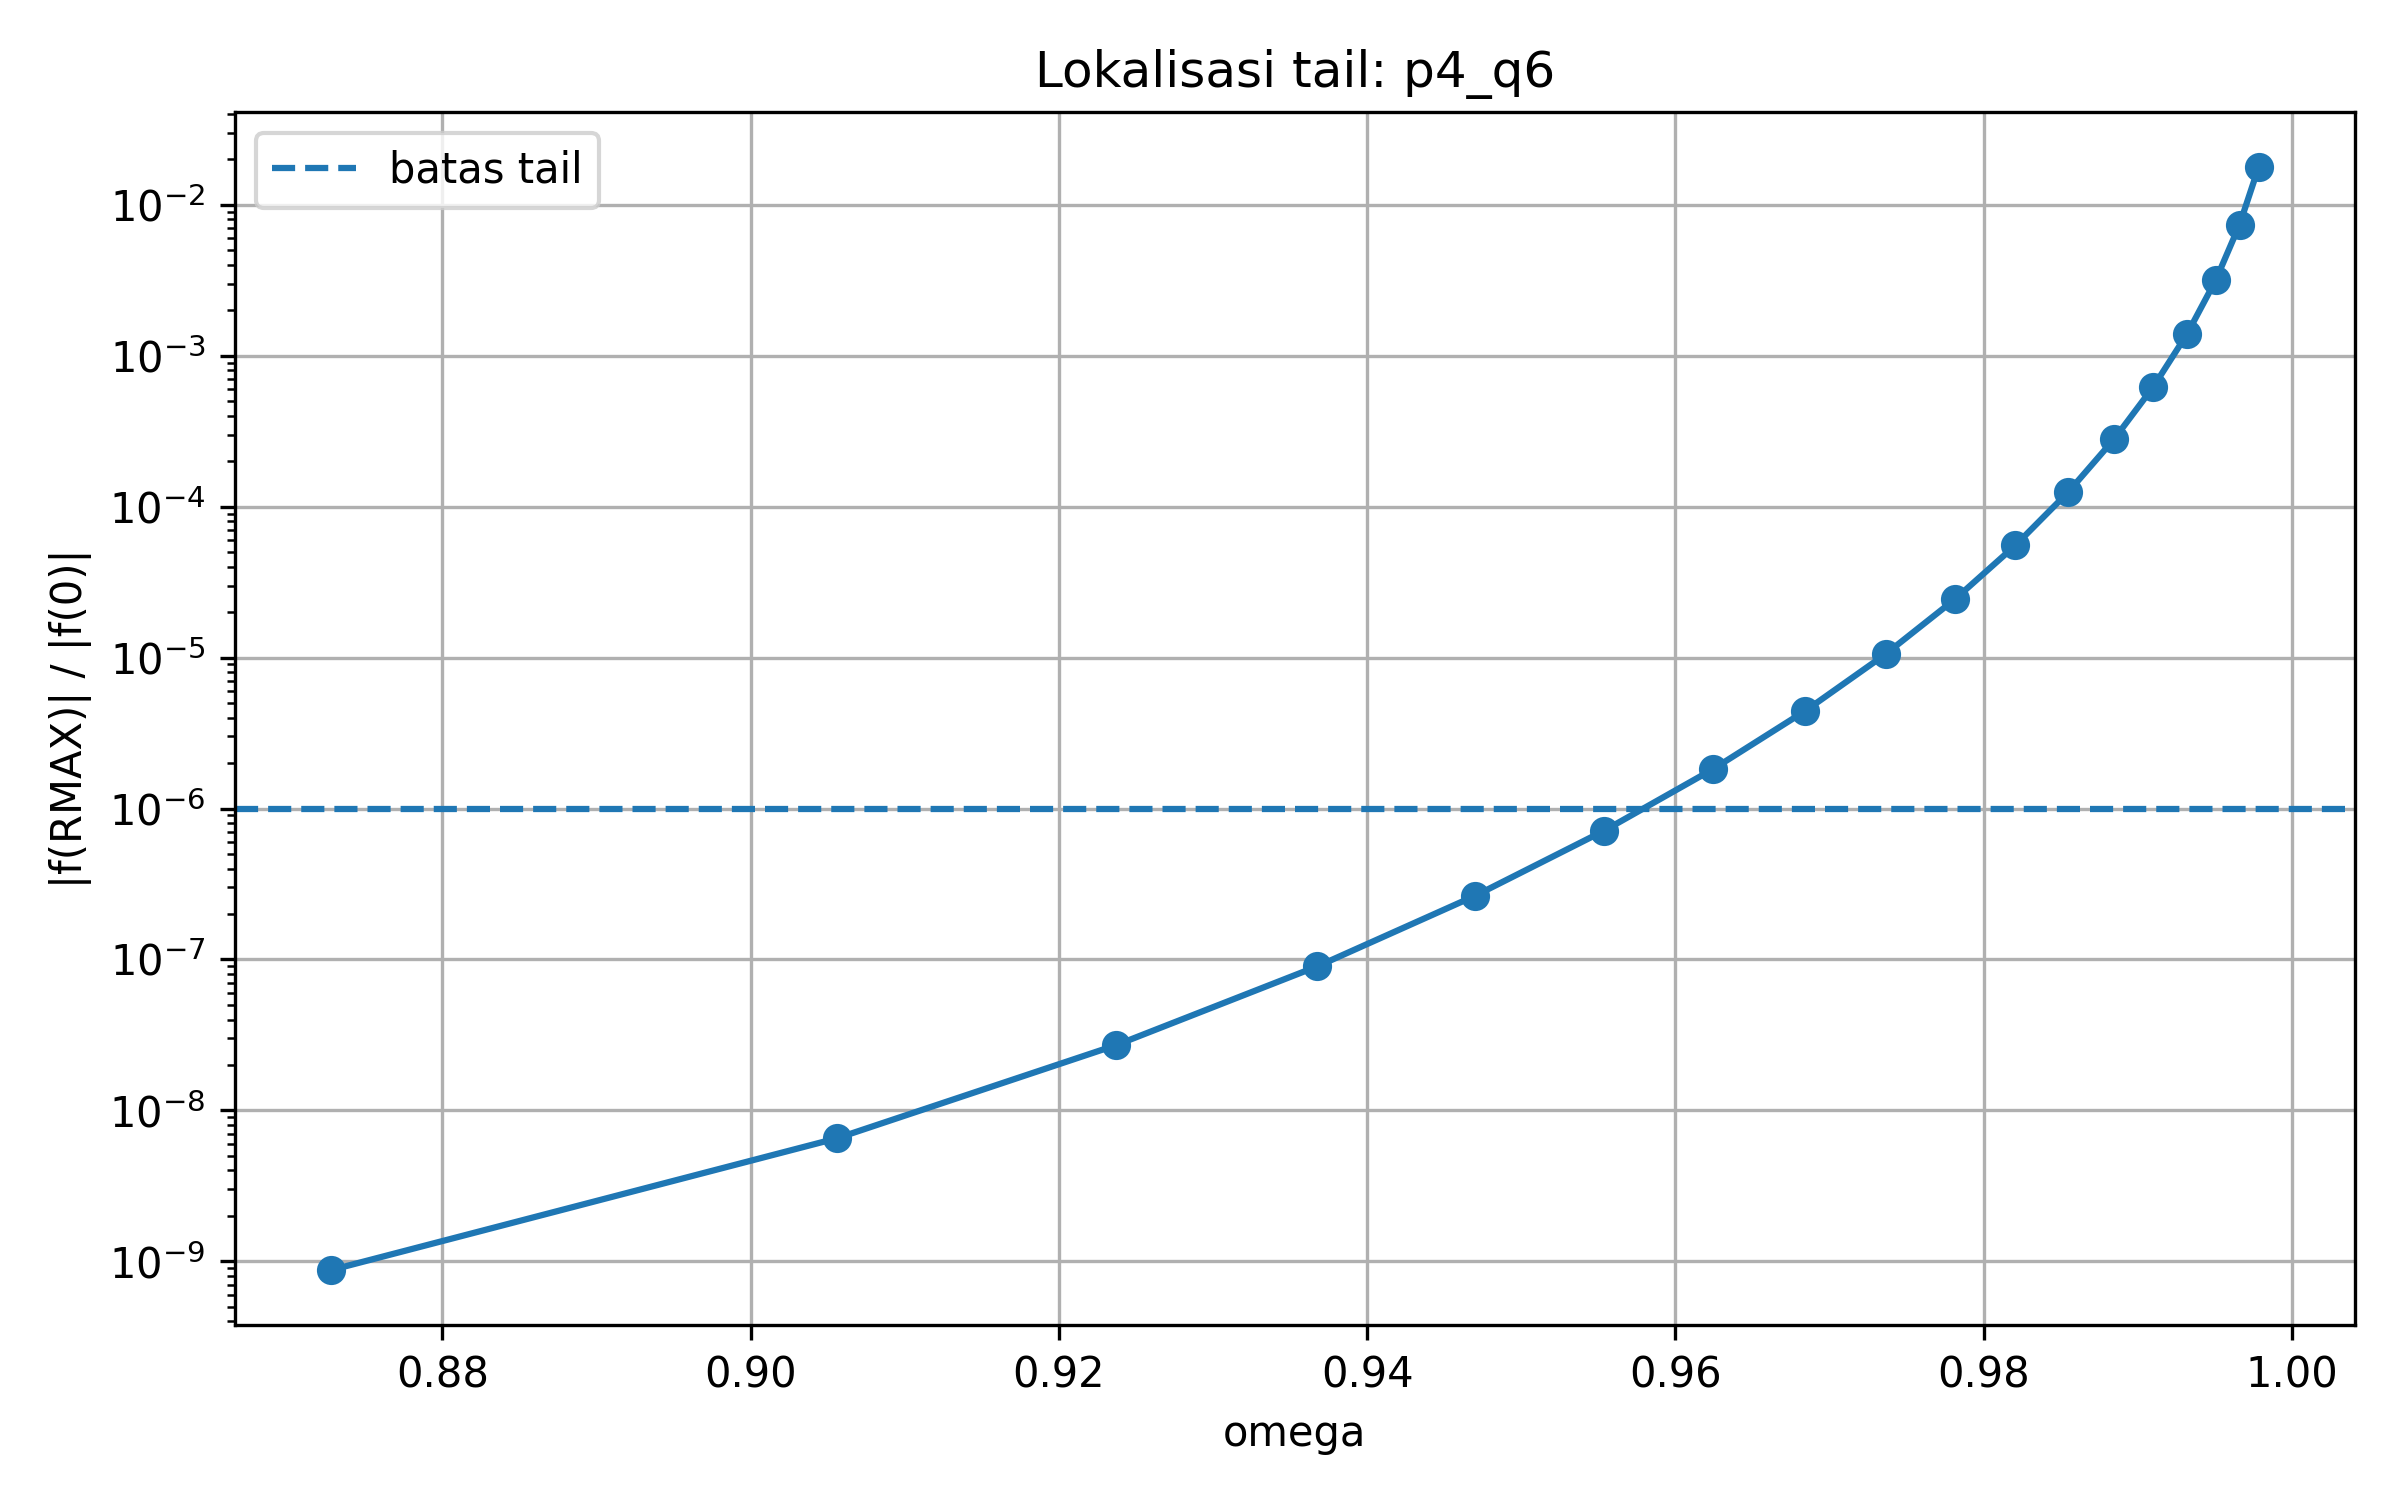 Lokalisasi tail: p4_q6
batas tail
|f(RMAX)| / |f(0)|
10⁻²
10⁻³
10⁻⁴
10⁻⁵
10⁻⁶
10⁻⁷
10⁻⁸
10⁻⁹
0.88 0.90 0.92 0.94 0.96 0.98 1.00
omega